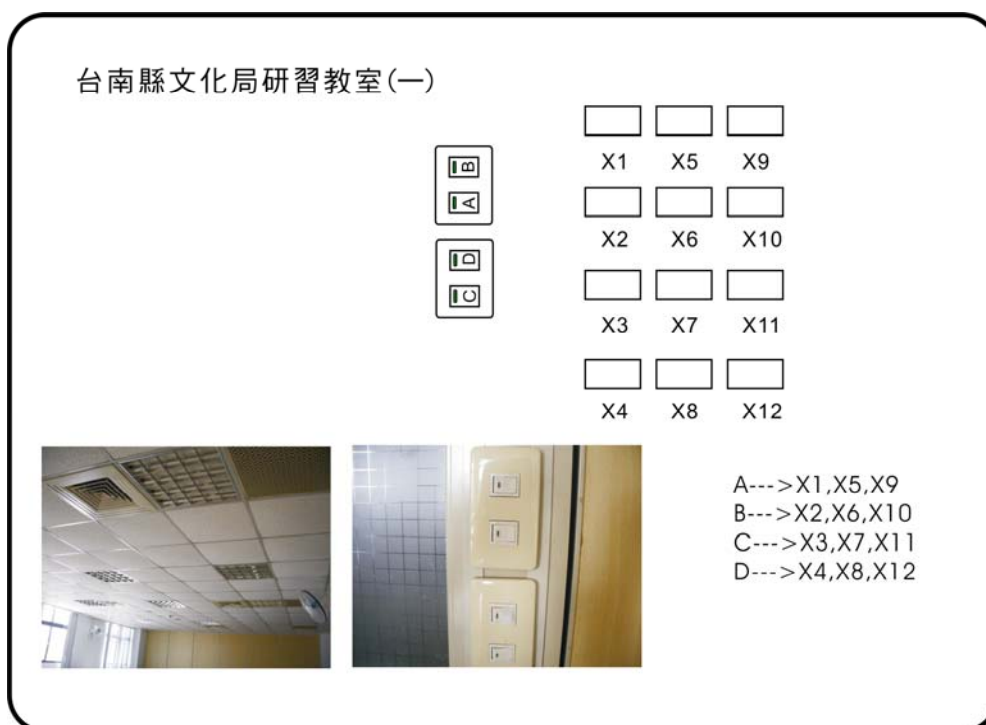 台南縣文化局研習教室(一)
X1 X5 X9
B
A
X2 X6 X10
D
C
X3 X7 X11
X4 X8 X12
A--->X1,X5,X9
B--->X2,X6,X10
C--->X3,X7,X11
D--->X4,X8,X12